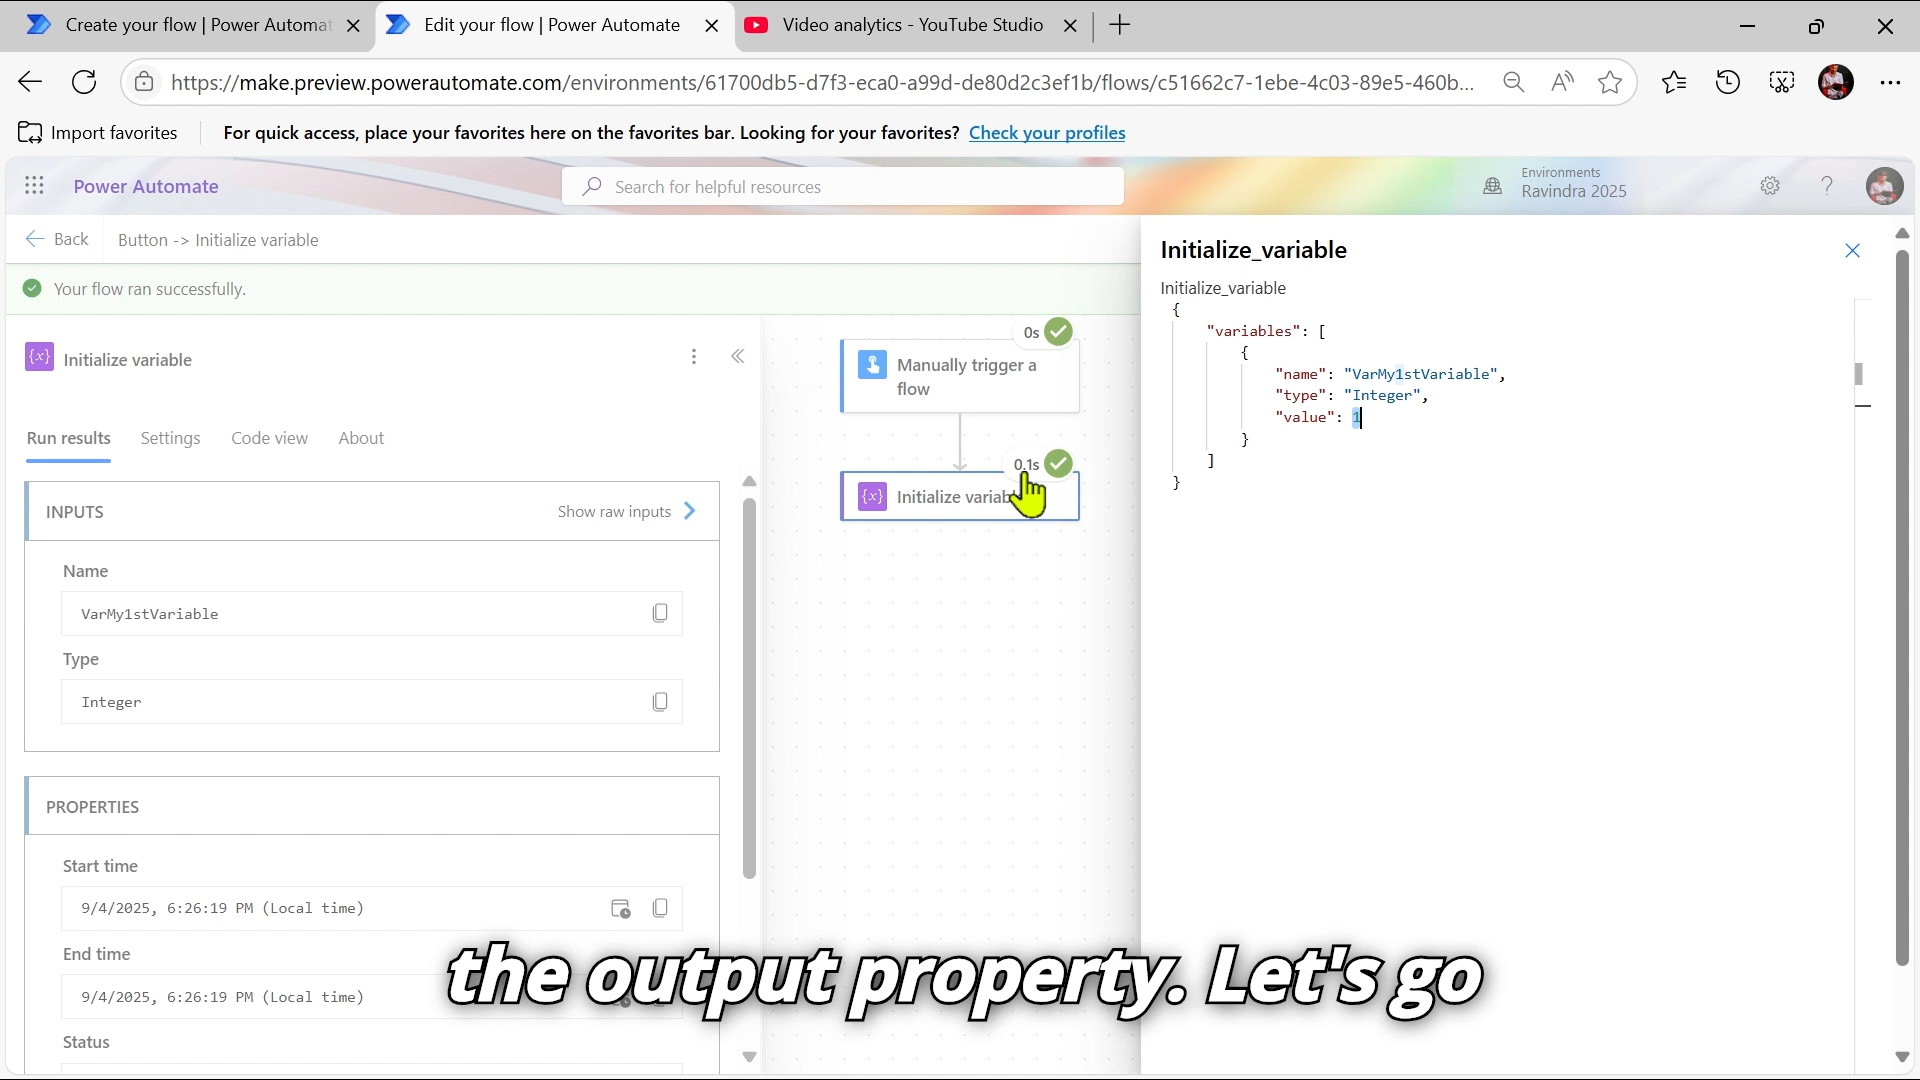 Create your flow | Power Automat
Edit your flow | Power Automate
Video analytics - YouTube Studio
https://make.preview.powerautomate.com/environments/61700db5-d7f3-eca0-a99d-de80d2c3ef1b/flows/c51662c7-1ebe-4c03-89e5-460b...
Import favorites
For quick access, place your favorites here on the favorites bar. Looking for your favorites? Check your profiles
Power Automate
Search for helpful resources
Environments
Ravindra 2025
Back
Button -> Initialize variable
Your flow ran successfully.
Initialize variable
Run results
Settings
Code view
About
INPUTS
Show raw inputs
Name
VarMy1stVariable
Type
Integer
PROPERTIES
Start time
9/4/2025, 6:26:19 PM (Local time)
End time
9/4/2025, 6:26:19 PM (Local time)
Status
0s
Manually trigger a
flow
0.1s
Initialize variab
Initialize_variable
Initialize_variable
{
"variables": [
{
"name": "VarMy1stVariable",
"type": "Integer",
"value": 1
}
]
}
the output property. Let's go